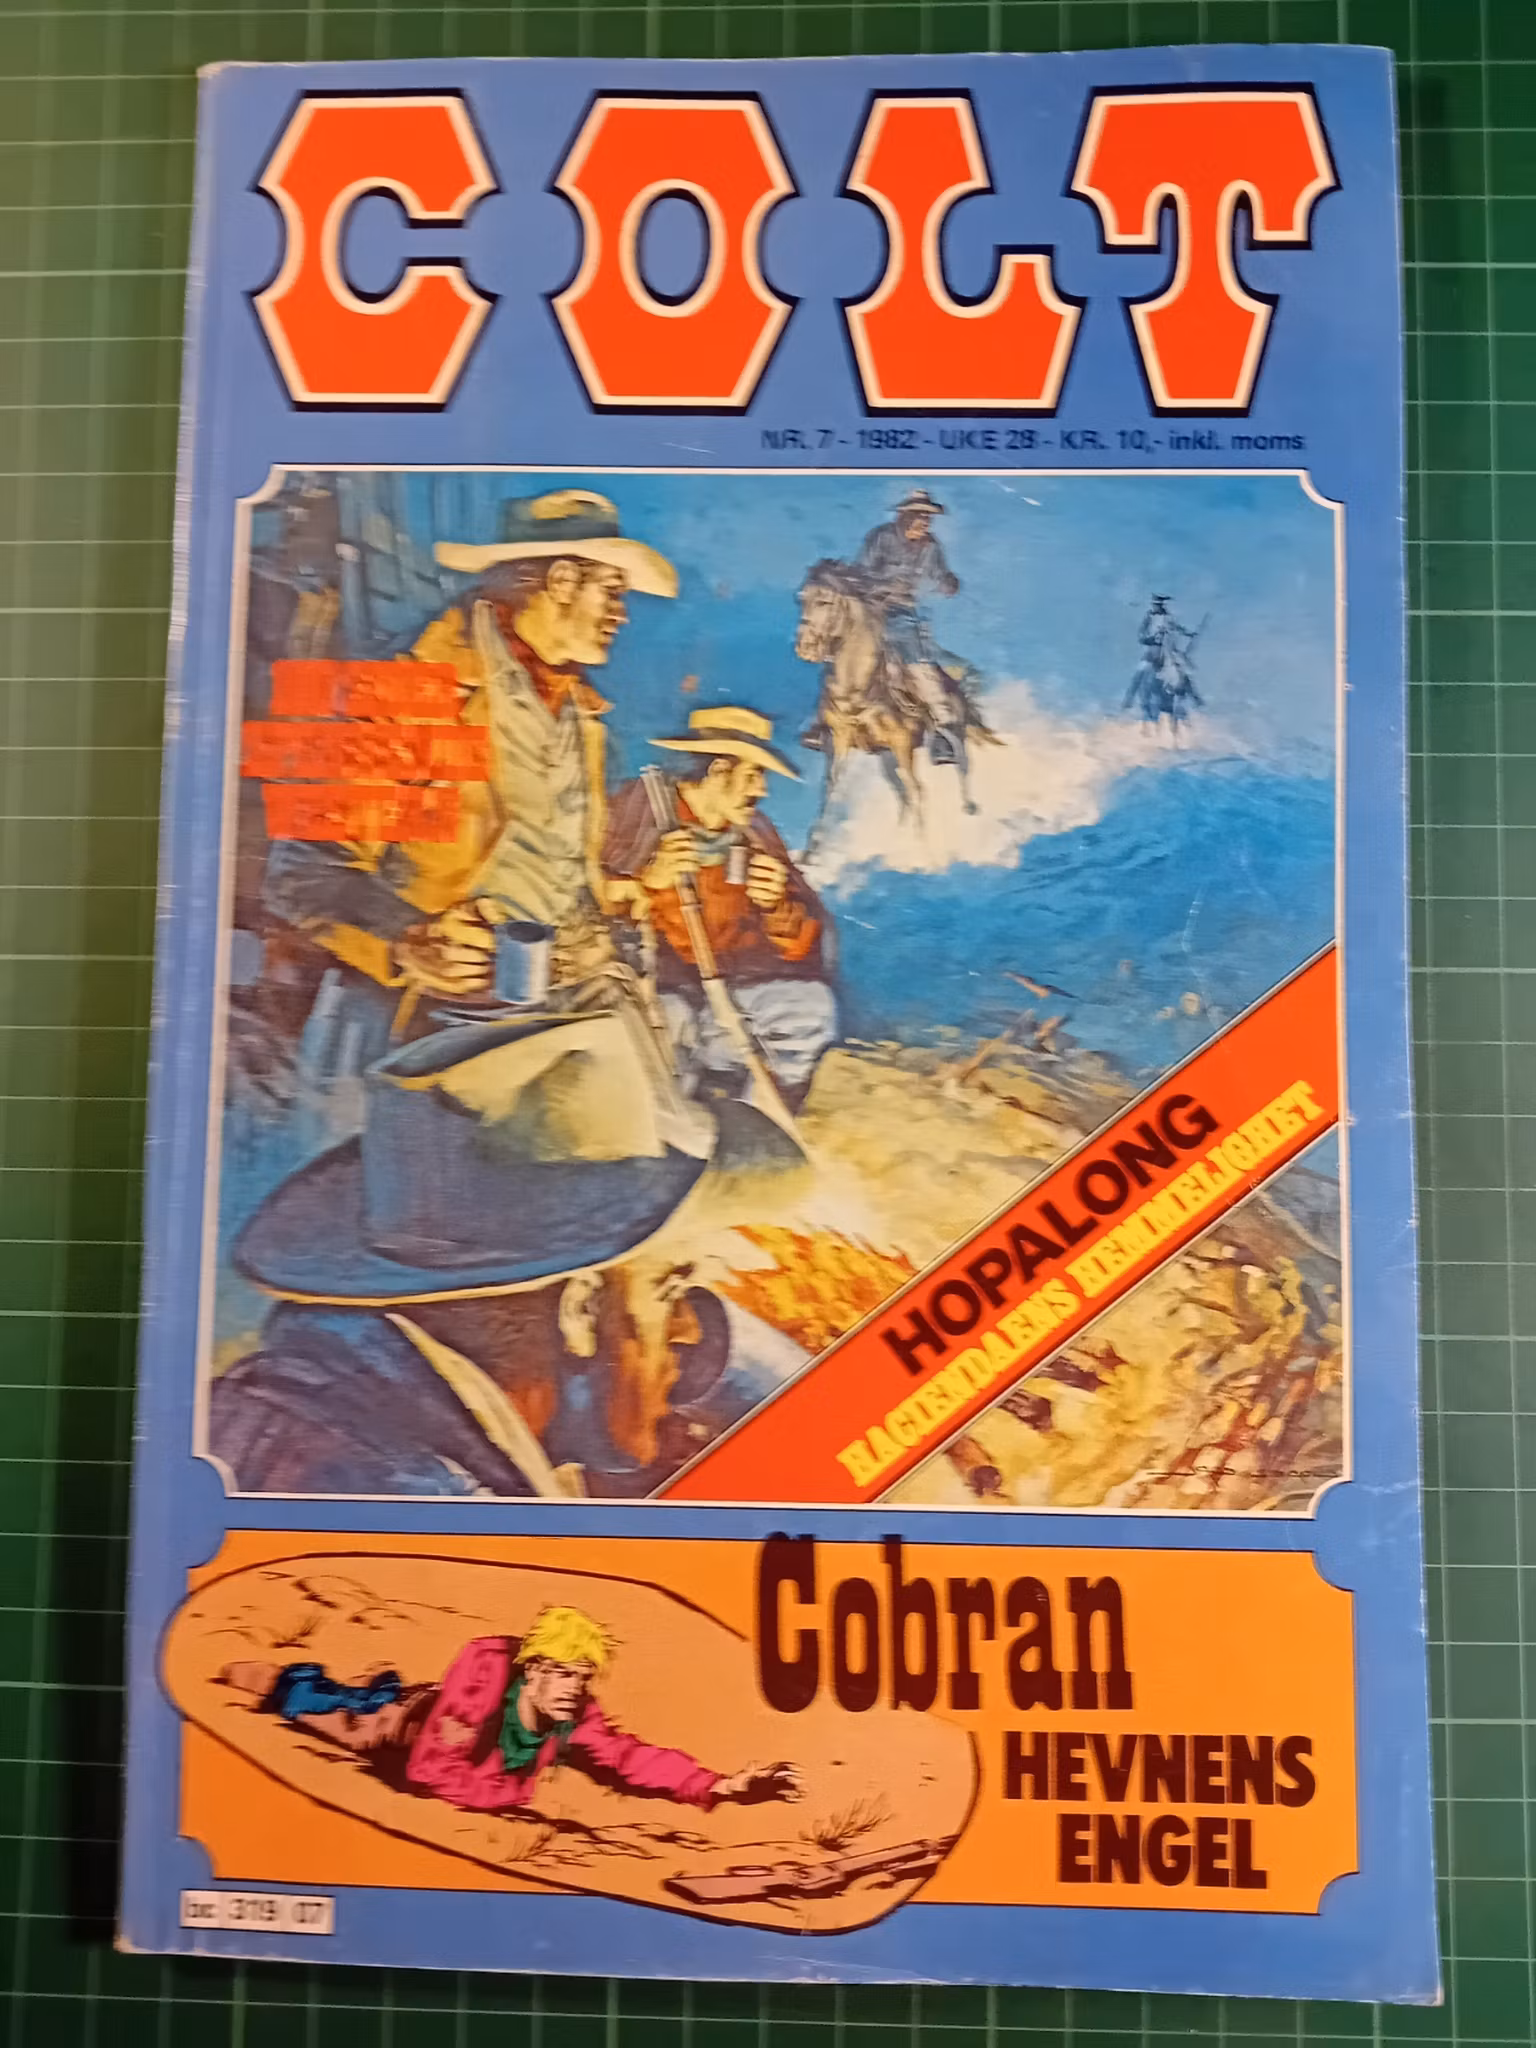 COLT
NR. 7 - 1982 - UKE 28 - KR. 10,- inkl. moms
HOPALONG
HACIENDAENS HEMMELIGHET
Cobran
HEVNENS
ENGEL
319 07